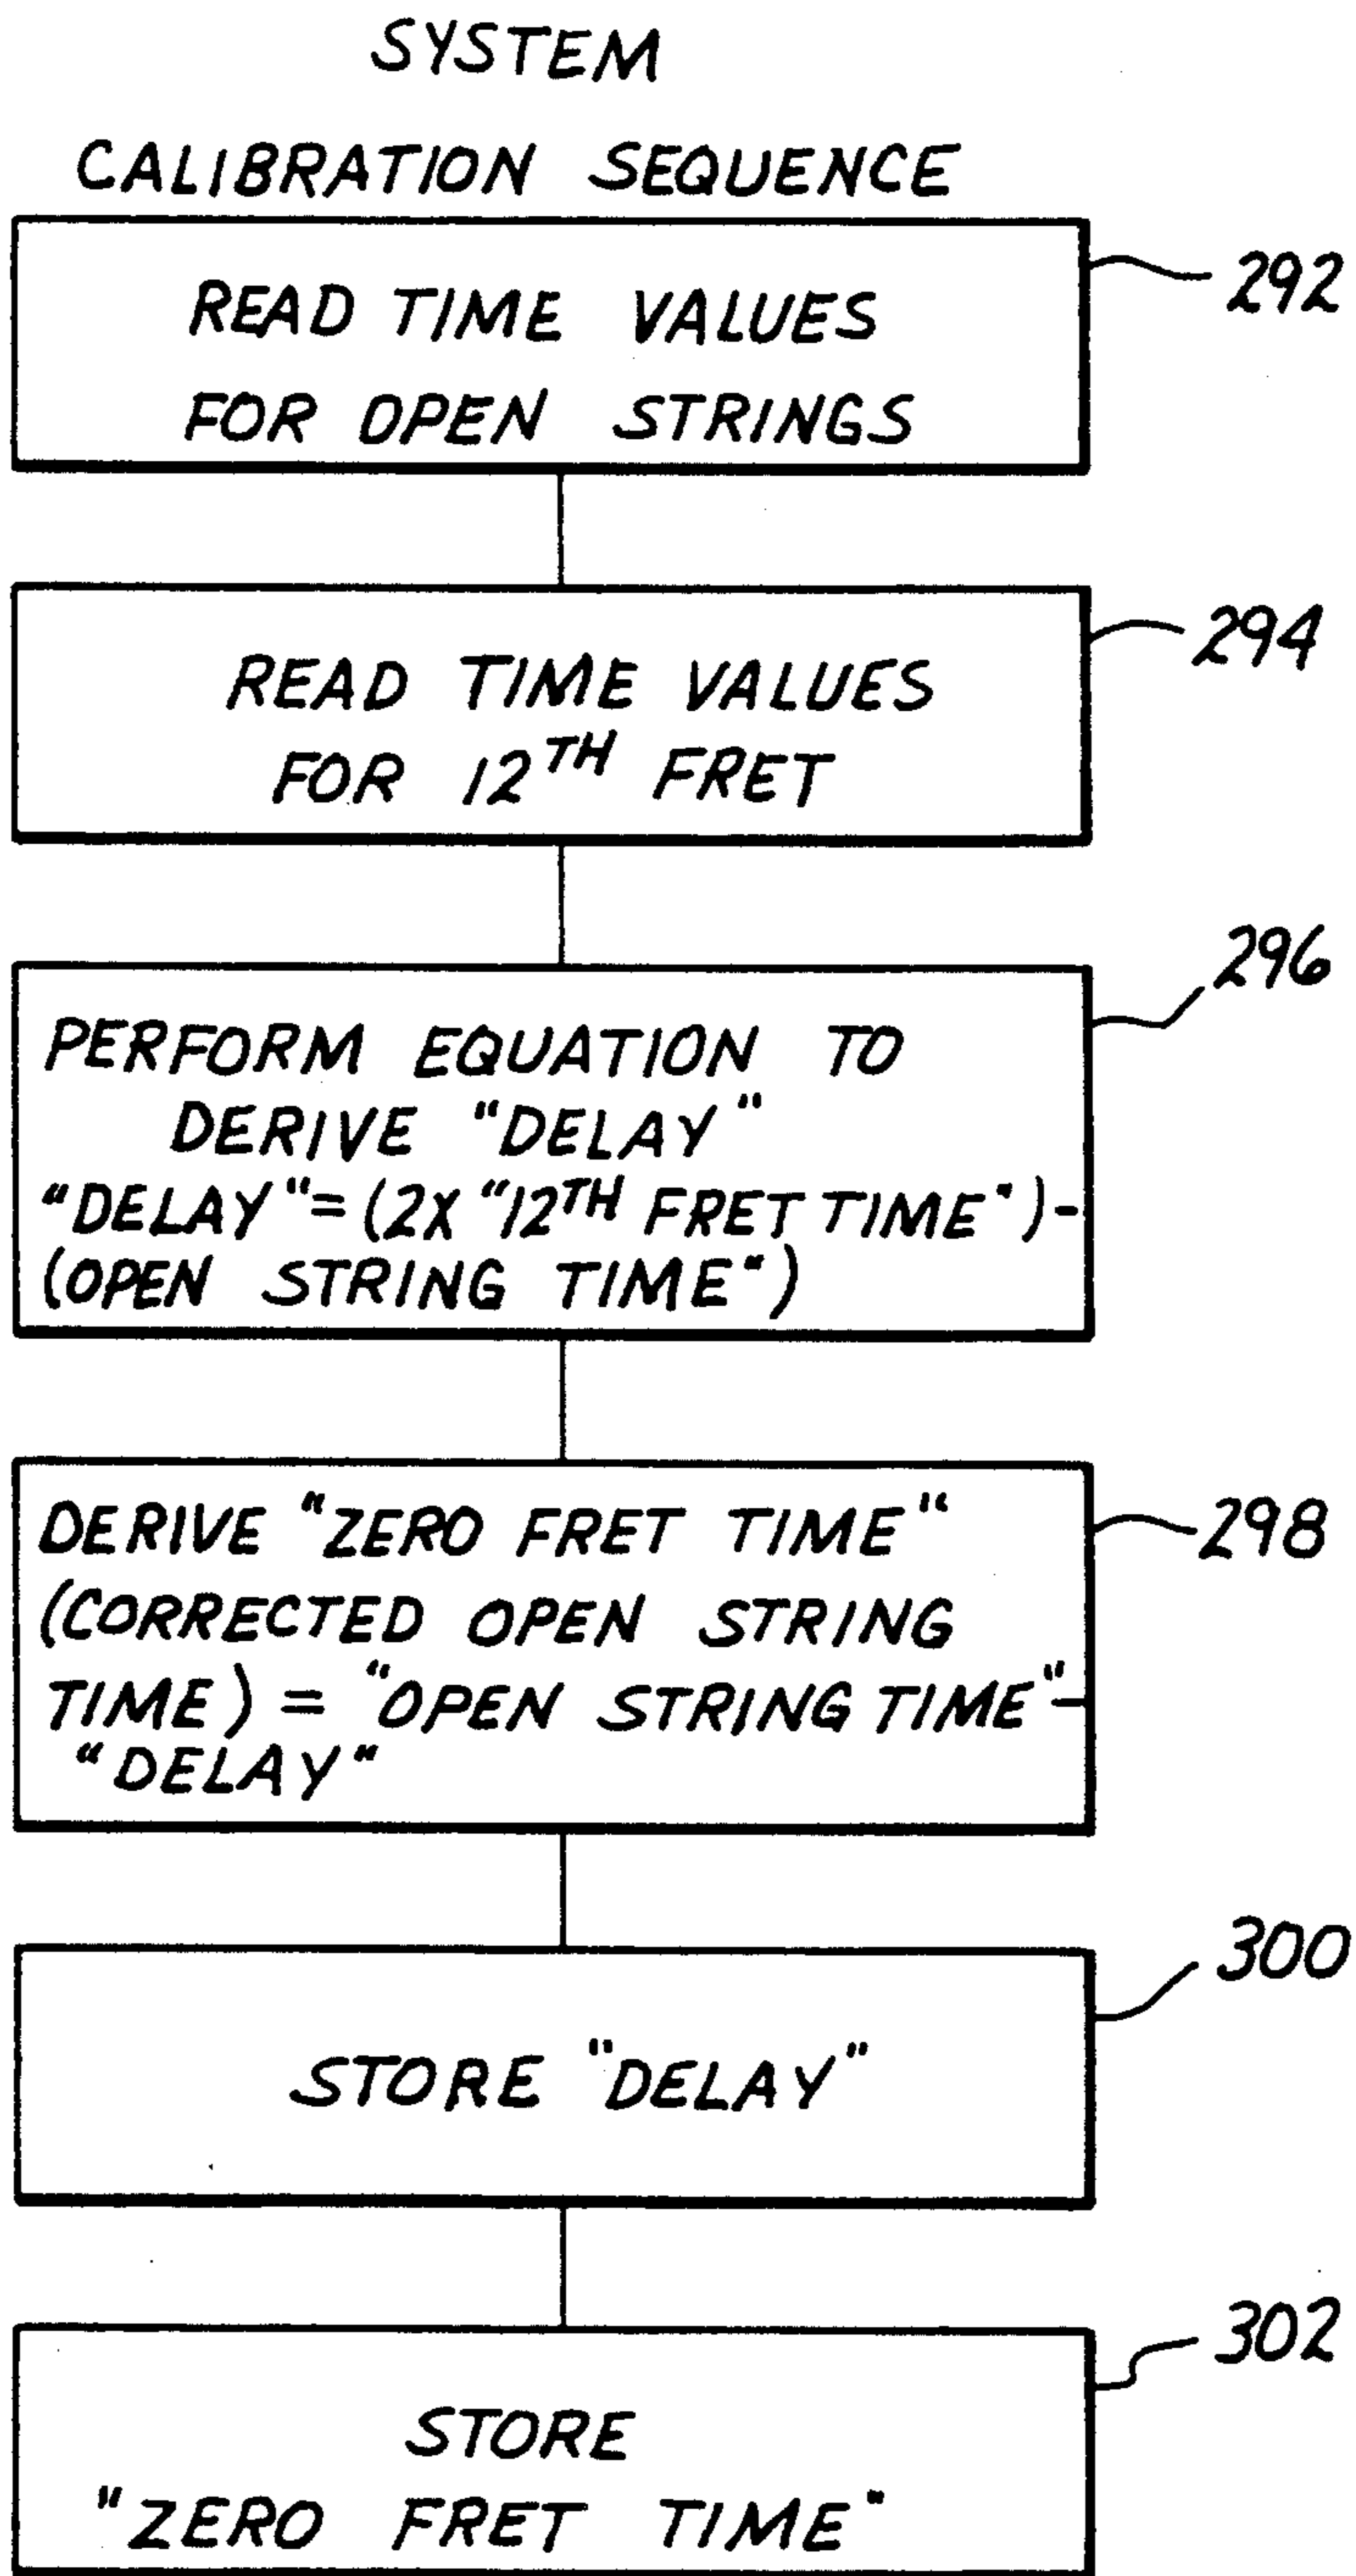 SYSTEM
CALIBRATION SEQUENCE
READ TIME VALUES
FOR OPEN STRINGS
292
READ TIME VALUES
FOR 12TH FRET
294
PERFORM EQUATION TO
DERIVE "DELAY"
"DELAY" = (2X "12TH FRET TIME") -
(OPEN STRING TIME")
296
DERIVE "ZERO FRET TIME"
(CORRECTED OPEN STRING
TIME) = "OPEN STRING TIME" -
"DELAY"
298
STORE "DELAY"
300
STORE
"ZERO FRET TIME"
302